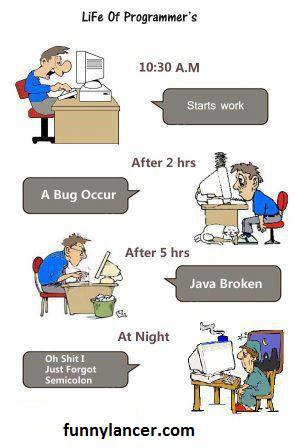 LiFe Of Programmer's
10:30 A.M
Starts work
After 2 hrs
A Bug Occur
After 5 hrs
Java Broken
At Night
Oh Shit I
Just Forgot
Semicolon
funnylancer.com